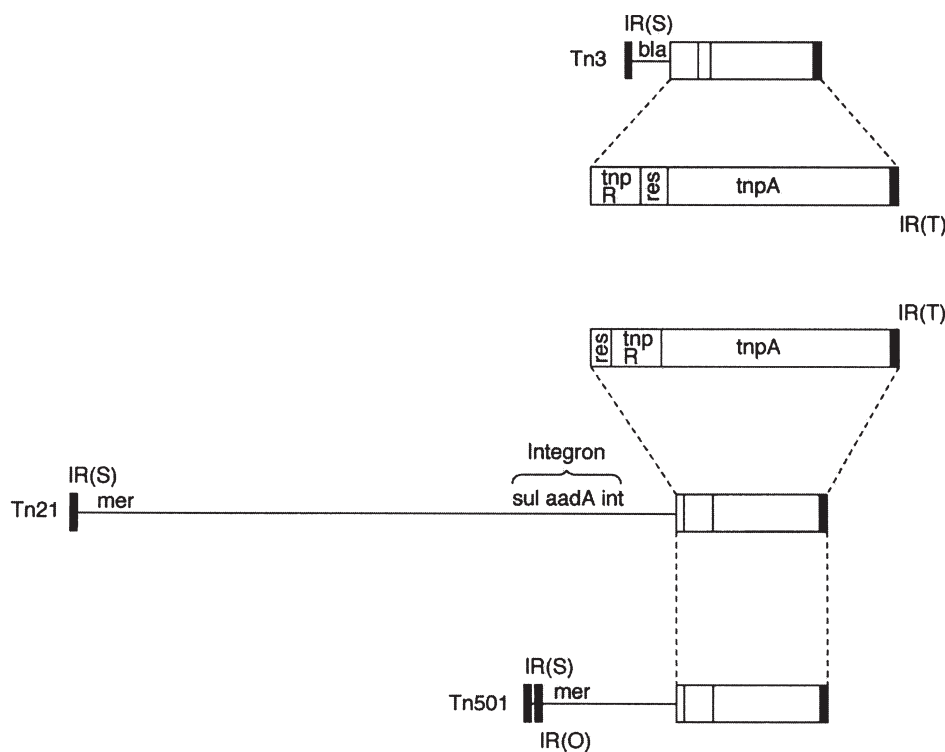 IR(S)
Tn3
bla
tnp
R
res
tnpA
IR(T)
IR(T)
res
tnp
R
tnpA
Integron
IR(S)
mer
sul aadA int
Tn21
IR(S)
Tn501
mer
IR(O)